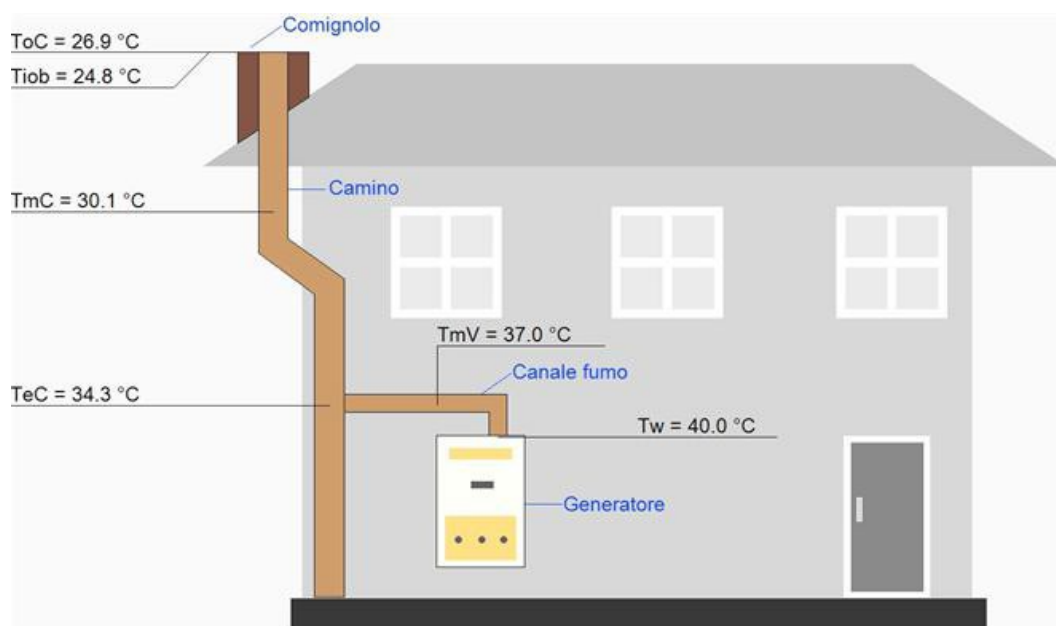 Comignolo
ToC = 26.9 °C
Tiob = 24.8 °C
Camino
TmC = 30.1 °C
TmV = 37.0 °C
Canale fumo
TeC = 34.3 °C
Tw = 40.0 °C
Generatore